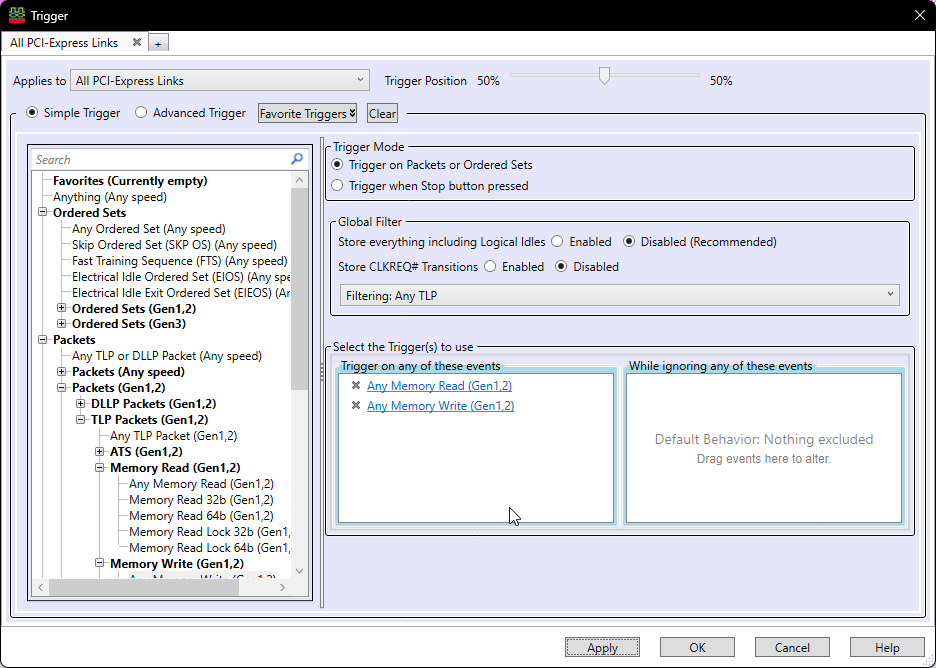 Trigger
All PCI-Express Links
+
Applies to All PCI-Express Links Trigger Position 50% 50%
Simple Trigger Advanced Trigger Favorite Triggers Clear
Search
Favorites (Currently empty)
Anything (Any speed)
Ordered Sets
Any Ordered Set (Any speed)
Skip Ordered Set (SKP OS) (Any speed)
Fast Training Sequence (FTS) (Any speed)
Electrical Idle Ordered Set (EIOS) (Any spe
Electrical Idle Exit Ordered Set (EIEOS) (Ar
Ordered Sets (Gen1,2)
Ordered Sets (Gen3)
Packets
Any TLP or DLLP Packet (Any speed)
Packets (Any speed)
Packets (Gen1,2)
DLLP Packets (Gen1,2)
TLP Packets (Gen1,2)
Any TLP Packet (Gen1,2)
ATS (Gen1,2)
Memory Read (Gen1,2)
Any Memory Read (Gen1,2)
Memory Read 32b (Gen1,2)
Memory Read 64b (Gen1,2)
Memory Read Lock 32b (Gen1,
Memory Read Lock 64b (Gen1,
Memory Write (Gen1,2)
Any Memory Write (Gen1,2)
Trigger Mode
Trigger on Packets or Ordered Sets
Trigger when Stop button pressed
Global Filter
Store everything including Logical Idles Enabled Disabled (Recommended)
Store CLKREQ# Transitions Enabled Disabled
Filtering: Any TLP
Select the Trigger(s) to use
Trigger on any of these events
Any Memory Read (Gen1,2)
Any Memory Write (Gen1,2)
While ignoring any of these events
Default Behavior: Nothing excluded
Drag events here to alter.
Apply OK Cancel Help